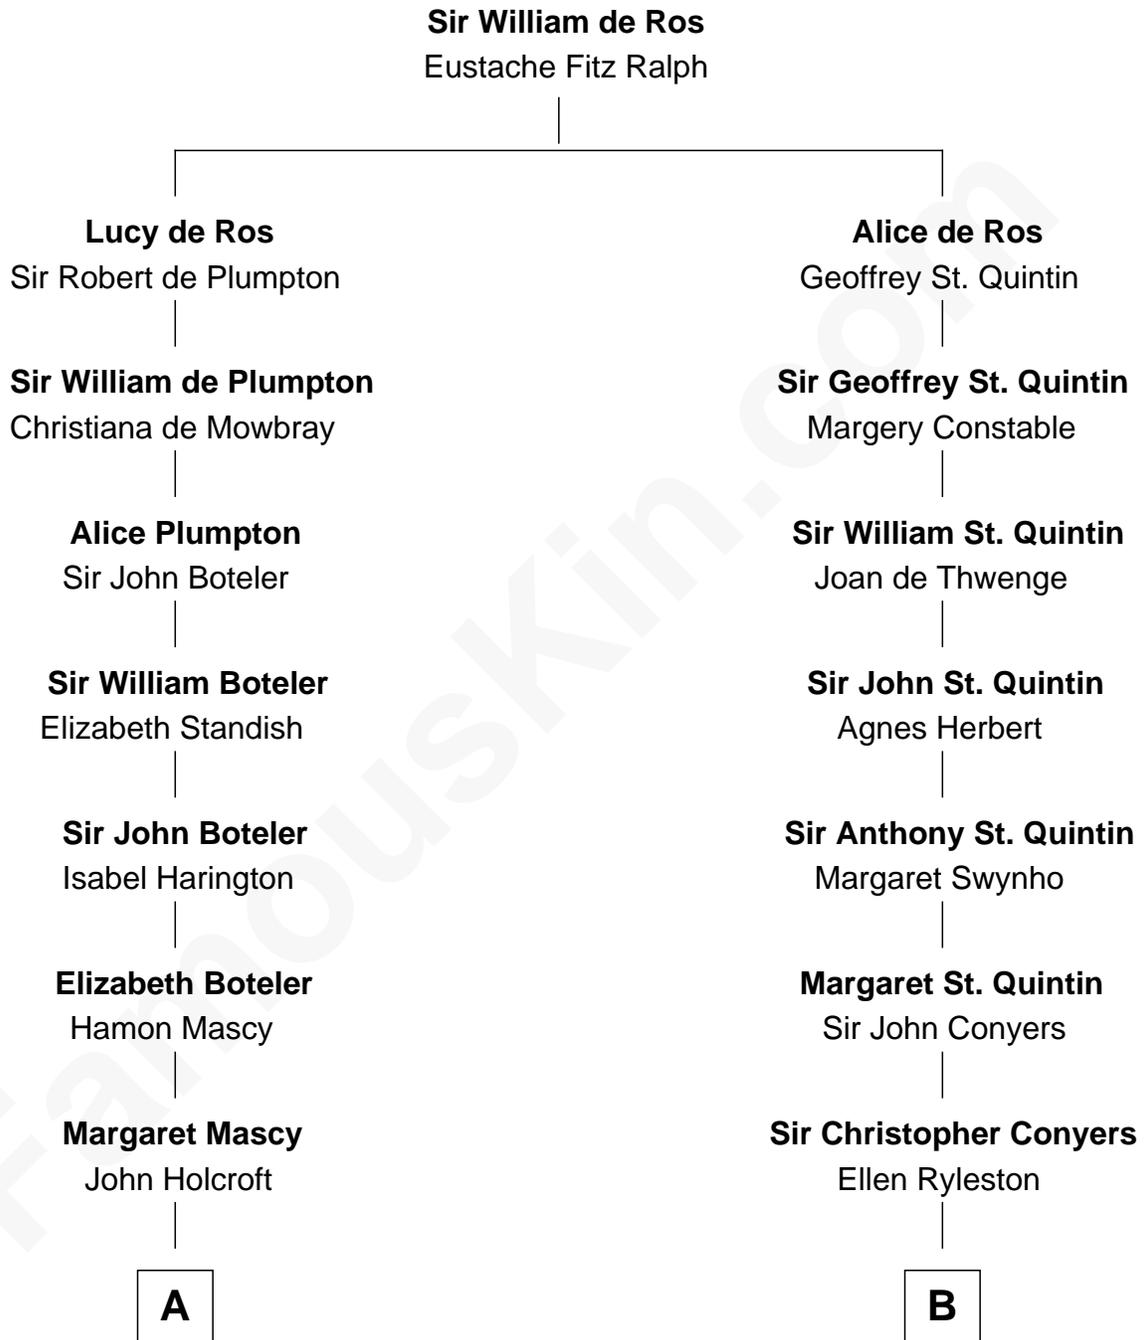 Sir William de Ros
Eustache Fitz Ralph
Lucy de Ros
Sir Robert de Plumpton
Alice de Ros
Geoffrey St. Quintin
Sir William de Plumpton
Christiana de Mowbray
Sir Geoffrey St. Quintin
Margery Constable
Alice Plumpton
Sir John Boteler
Sir William St. Quintin
Joan de Thwenge
Sir William Boteler
Elizabeth Standish
Sir John St. Quintin
Agnes Herbert
Sir John Boteler
Isabel Harington
Sir Anthony St. Quintin
Margaret Swynho
Elizabeth Boteler
Hamon Mascy
Margaret St. Quintin
Sir John Conyers
Margaret Mascy
John Holcroft
Sir Christopher Conyers
Ellen Ryleston
A
B
FamousKin.com